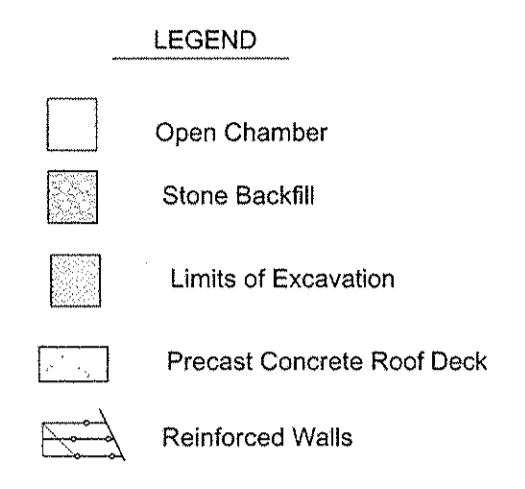 LEGEND
Open Chamber
Stone Backfill
Limits of Excavation
Precast Concrete Roof Deck
Reinforced Walls